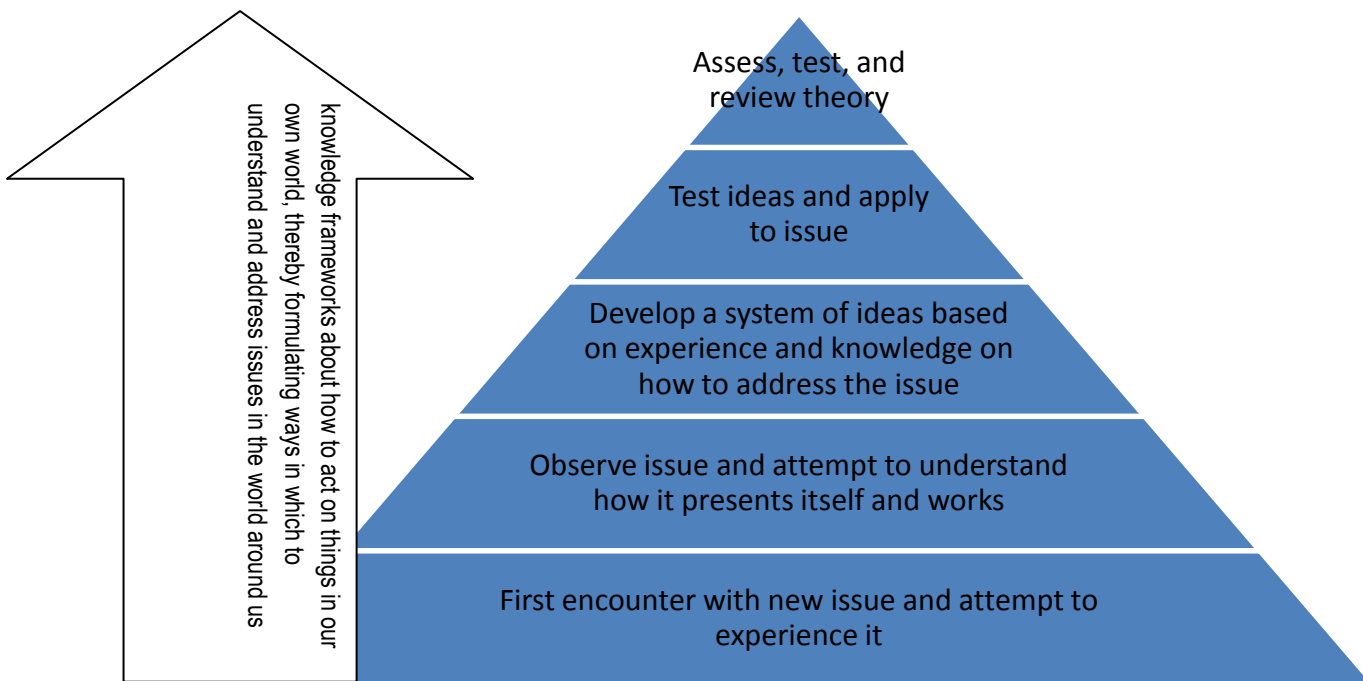 knowledge frameworks about how to act on things in our
own world, thereby formulating ways in which to
understand and address issues in the world around us
Assess, test, and
review theory
Test ideas and apply
to issue
Develop a system of ideas based
on experience and knowledge on
how to address the issue
Observe issue and attempt to understand
how it presents itself and works
First encounter with new issue and attempt to
experience it